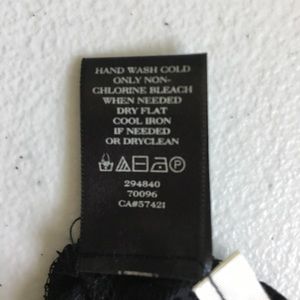 HAND WASH COLD
ONLY NON-
CHLORINE BLEACH
WHEN NEEDED
DRY FLAT
COOL IRON
IF NEEDED
OR DRYCLEAN
294840
70096
CA#57421